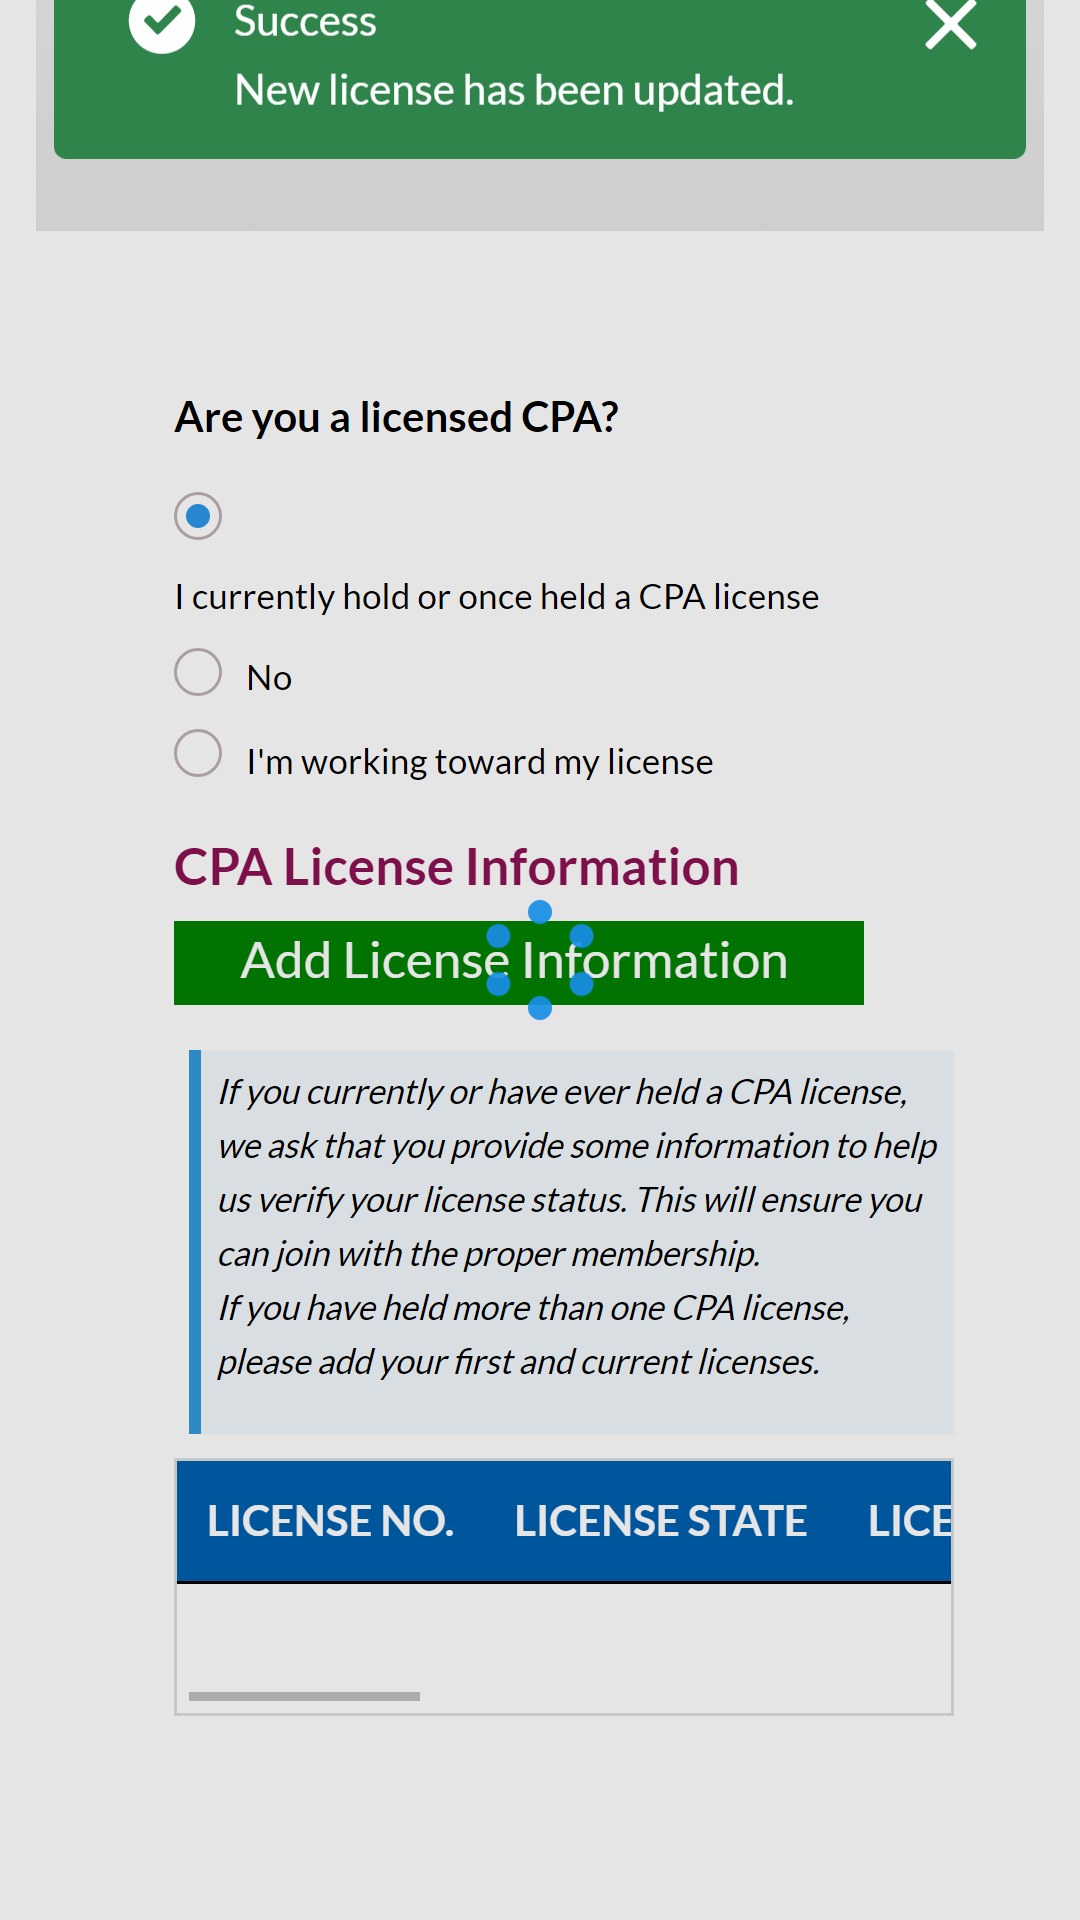 Success
New license has been updated.
Are you a licensed CPA?
I currently hold or once held a CPA license
No
I'm working toward my license
CPA License Information
Add License Information
If you currently or have ever held a CPA license,
we ask that you provide some information to help
us verify your license status. This will ensure you
can join with the proper membership.
If you have held more than one CPA license,
please add your first and current licenses.
LICENSE NO. LICENSE STATE LICE